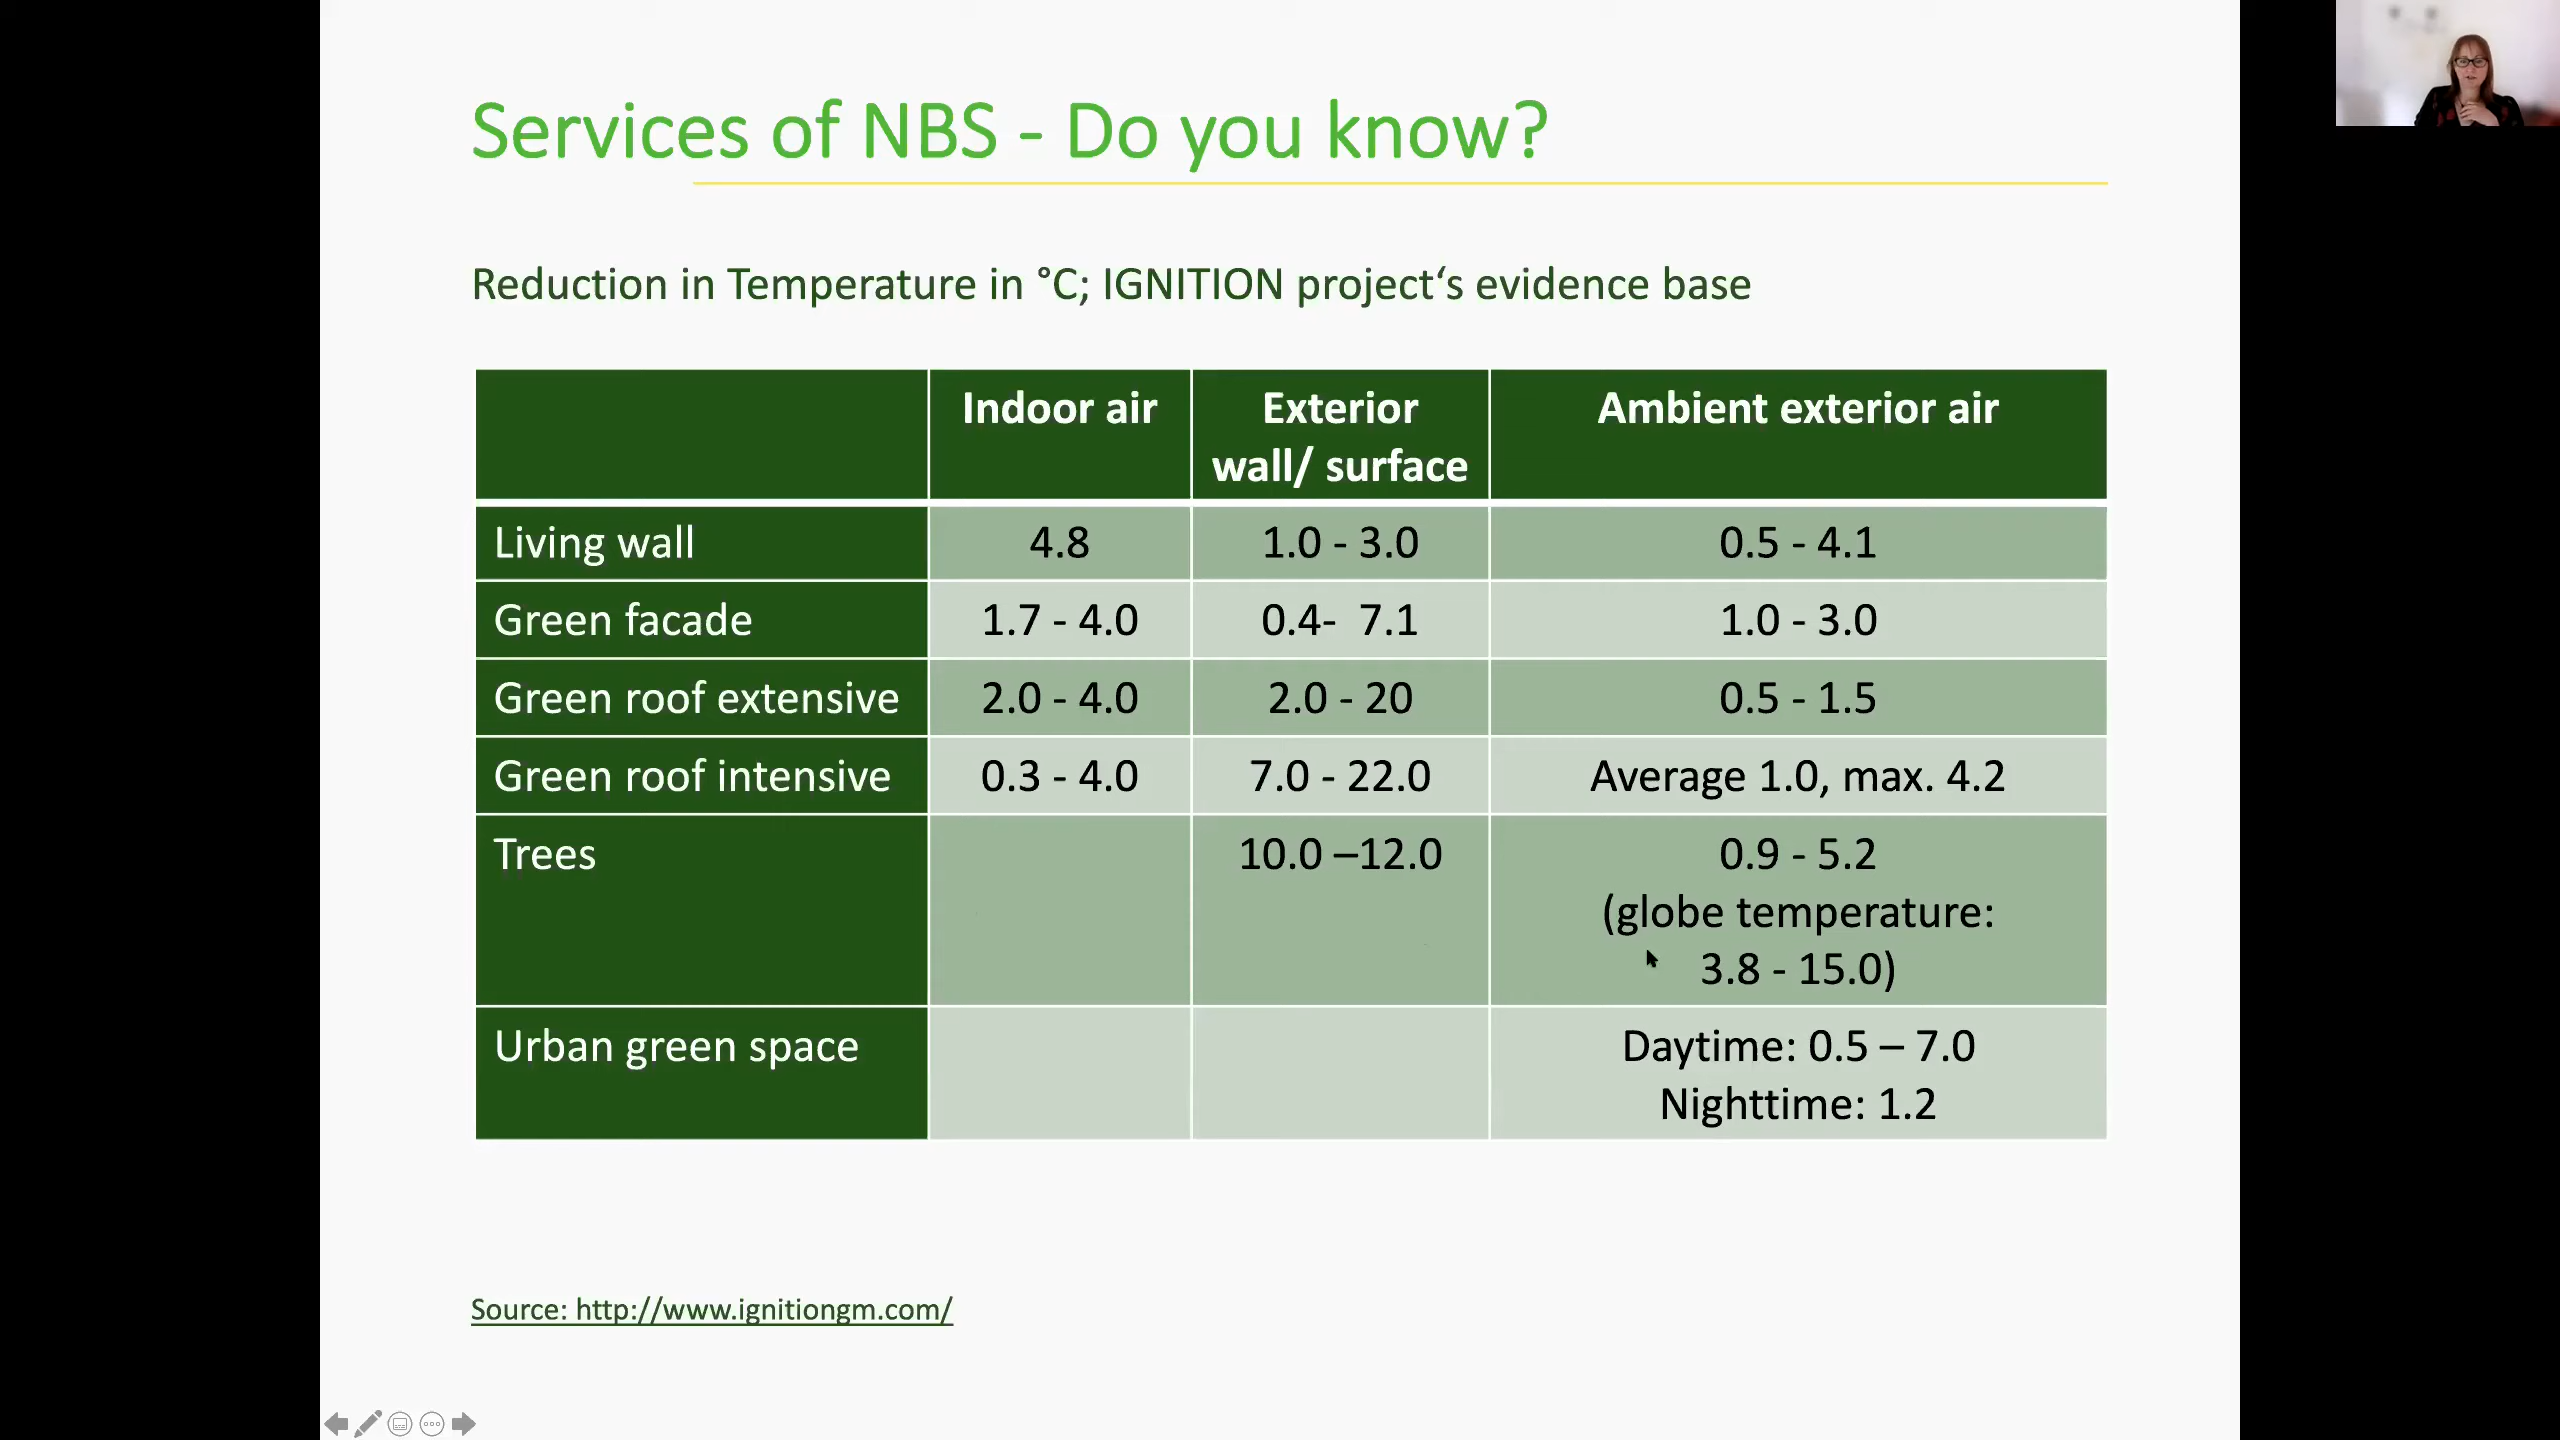 Services of NBS - Do you know?
Reduction in Temperature in °C; IGNITION project‘s evidence base
Indoor air
Exterior
wall/ surface
Ambient exterior air
Living wall
4.8
1.0 - 3.0
0.5 - 4.1
Green facade
1.7 - 4.0
0.4-  7.1
1.0 - 3.0
Green roof extensive
2.0 - 4.0
2.0 - 20
0.5 - 1.5
Green roof intensive
0.3 - 4.0
7.0 - 22.0
Average 1.0, max. 4.2
Trees
10.0 –12.0
0.9 - 5.2
(globe temperature:
3.8 - 15.0)
Urban green space
Daytime: 0.5 – 7.0
Nighttime: 1.2
Source: http://www.ignitiongm.com/